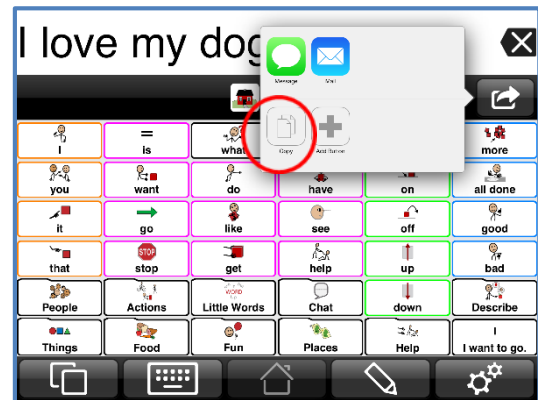 I love my dog
Message Mail
Copy Add Button
I is what more
you want do have on all done
it go like see off good
that STOP stop get help up bad
People Actions WORD Little Words Chat down Describe
Things Food Fun Places Help I I want to go.